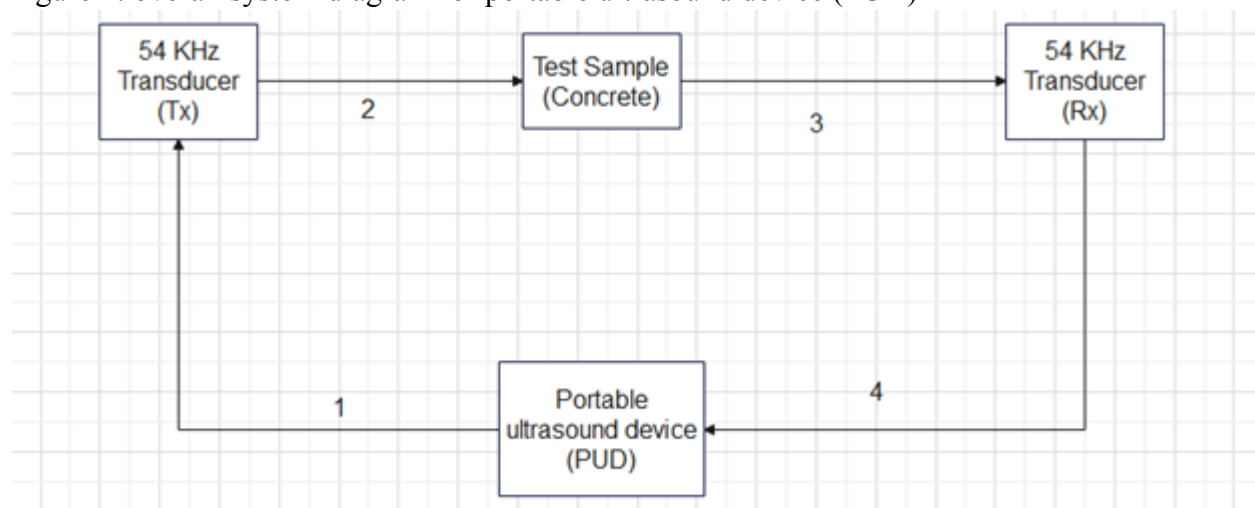 54 KHz
Transducer
(Tx)
2
Test Sample
(Concrete)
3
54 KHz
Transducer
(Rx)
1
Portable
ultrasound device
(PUD)
4